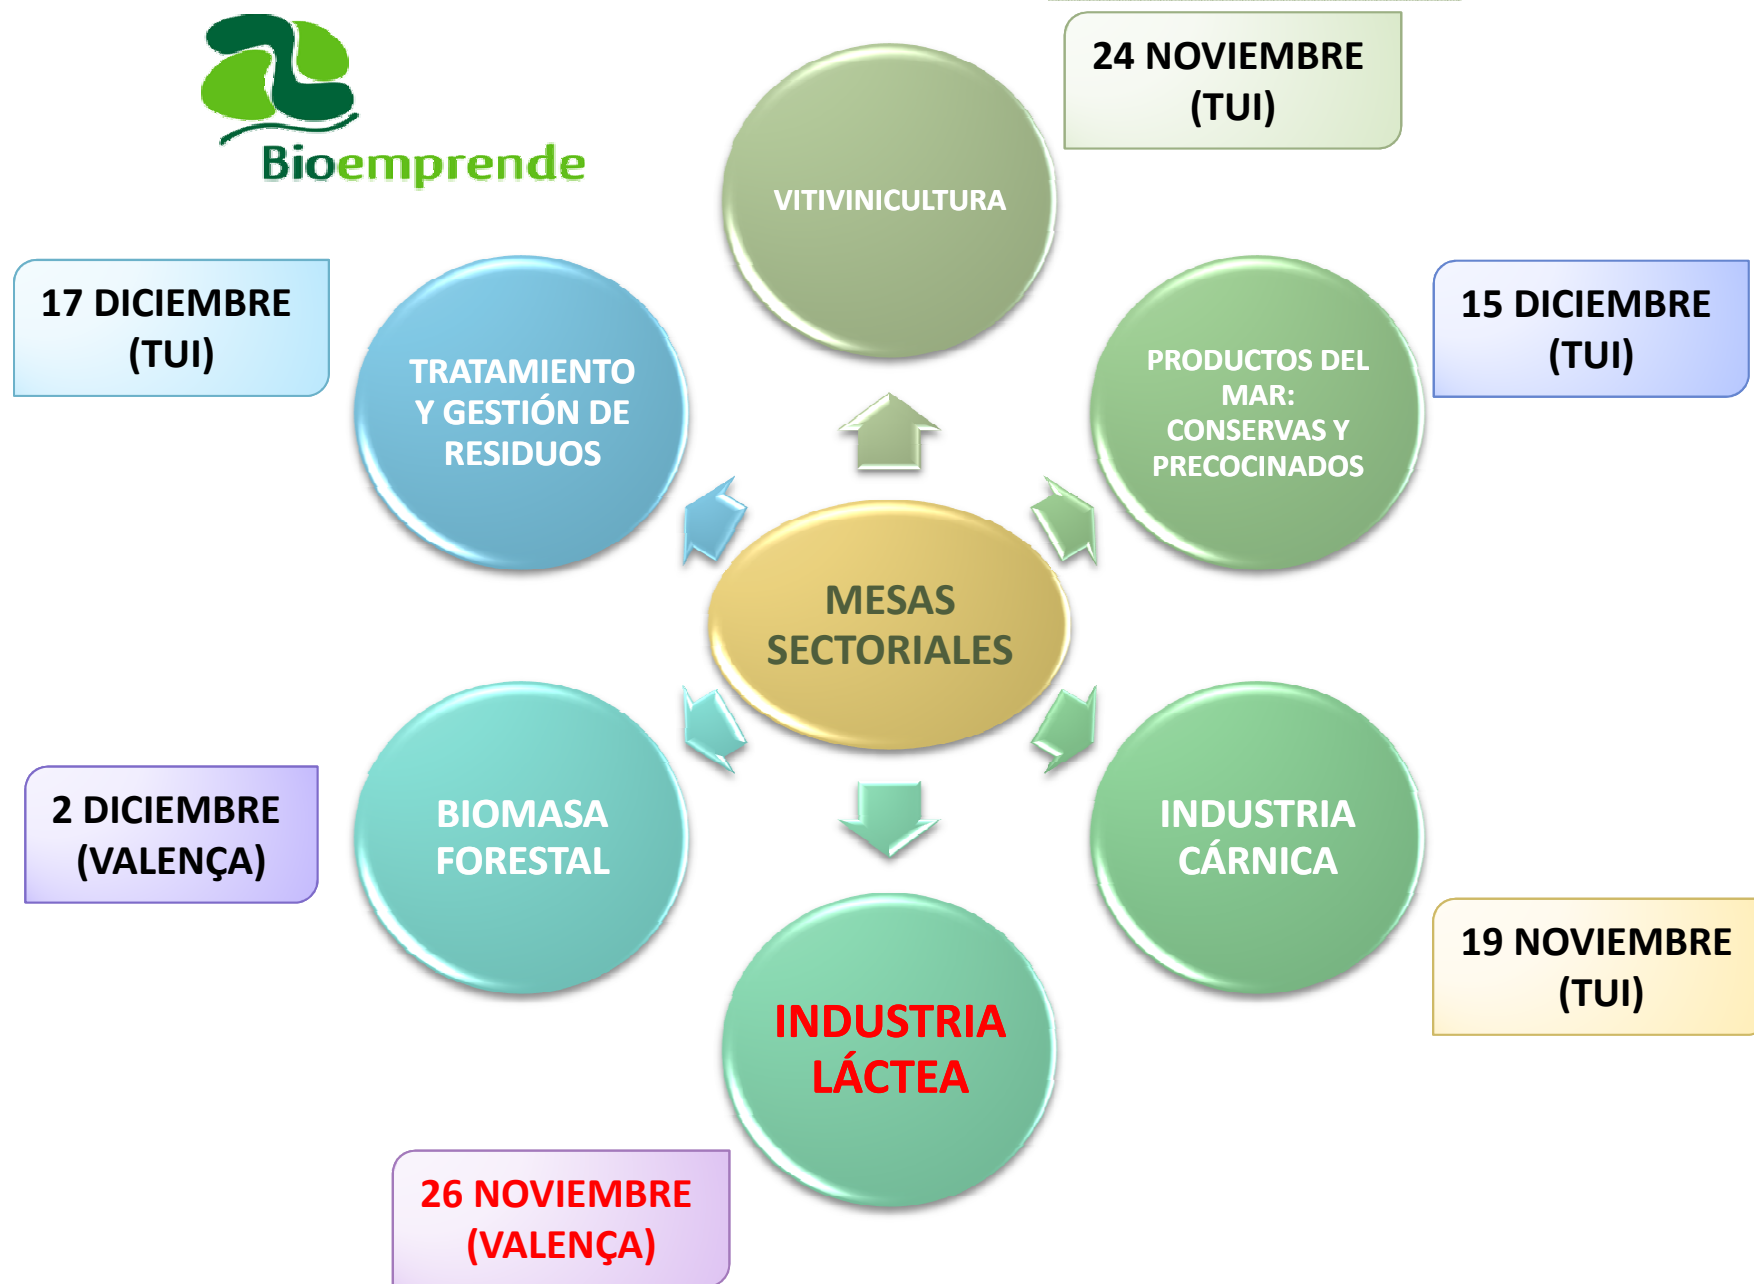 Bioemprende
24 NOVIEMBRE
(TUI)
VITIVINICULTURA
17 DICIEMBRE
(TUI)
TRATAMIENTO
Y GESTIÓN DE
RESIDUOS
PRODUCTOS DEL
MAR:
CONSERVAS Y
PRECOCINADOS
15 DICIEMBRE
(TUI)
MESAS
SECTORIALES
2 DICIEMBRE
(VALENÇA)
BIOMASA
FORESTAL
INDUSTRIA
CÁRNICA
19 NOVIEMBRE
(TUI)
INDUSTRIA
LÁCTEA
26 NOVIEMBRE
(VALENÇA)